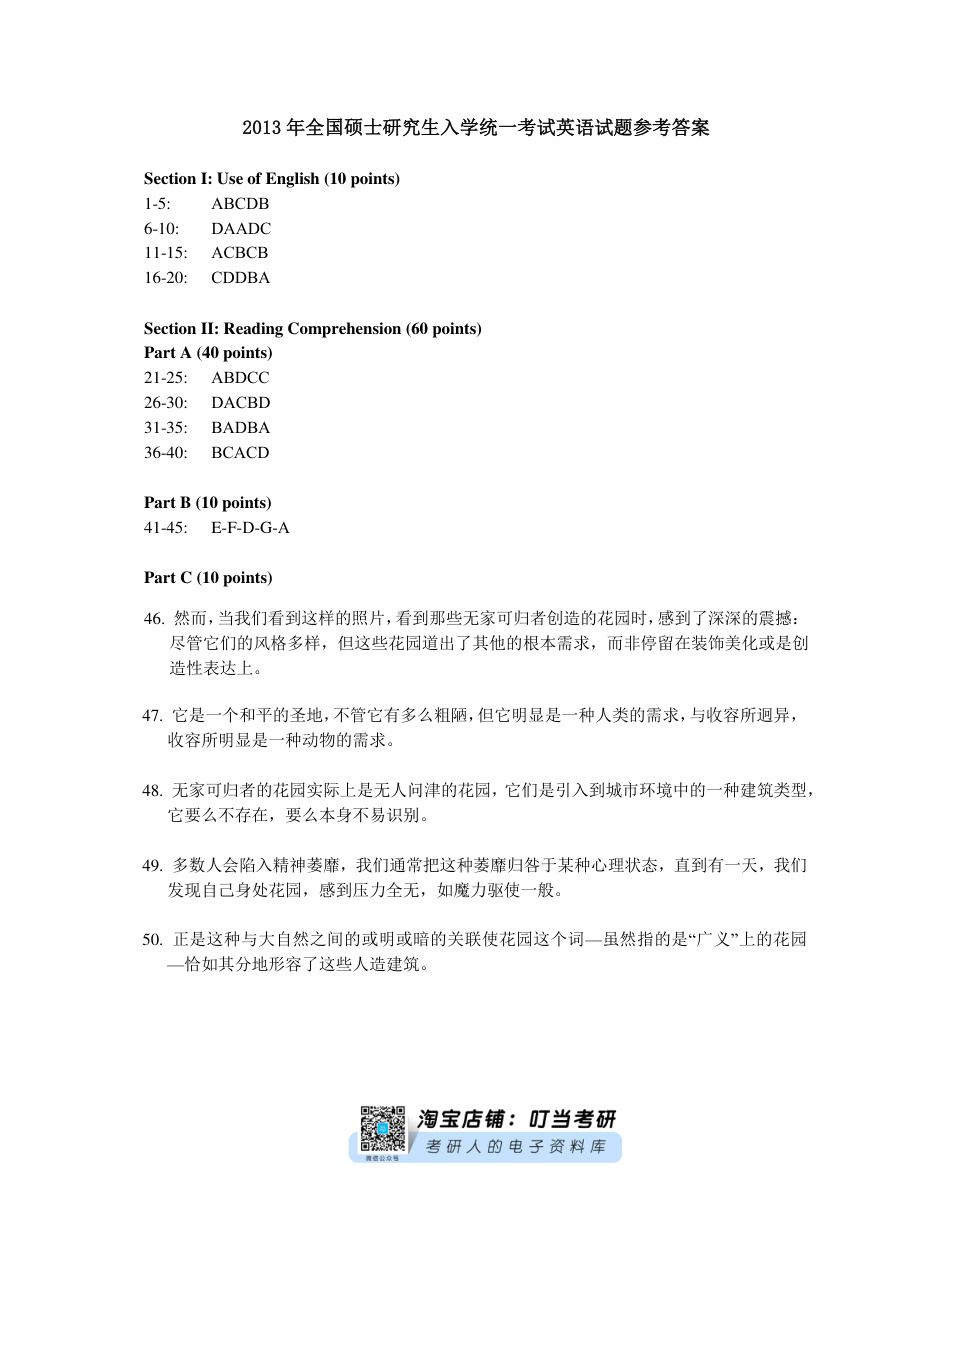 2013 年全国硕士研究生入学统一考试英语试题参考答案
Section I: Use of English (10 points)
1-5: ABCDB
6-10: DAADC
11-15: ACBCB
16-20: CDDBA
Section II: Reading Comprehension (60 points)
Part A (40 points)
21-25: ABDCC
26-30: DACBD
31-35: BADBA
36-40: BCACD
Part B (10 points)
41-45: E-F-D-G-A
Part C (10 points)
46. 然而，当我们看到这样的照片，看到那些无家可归者创造的花园时，感到了深深的震撼：
尽管它们的风格多样，但这些花园道出了其他的根本需求，而非停留在装饰美化或是创
造性表达上。
47. 它是一个和平的圣地，不管它有多么粗陋，但它明显是一种人类的需求，与收容所迥异，
收容所明显是一种动物的需求。
48. 无家可归者的花园实际上是无人问津的花园，它们是引入到城市环境中的一种建筑类型，
它要么不存在，要么本身不易识别。
49. 多数人会陷入精神萎靡，我们通常把这种萎靡归咎于某种心理状态，直到有一天，我们
发现自己身处花园，感到压力全无，如魔力驱使一般。
50. 正是这种与大自然之间的或明或暗的关联使花园这个词—虽然指的是“广义”上的花园
—恰如其分地形容了这些人造建筑。
淘宝店铺：叮当考研
考研人的电子资料库
微信公众号